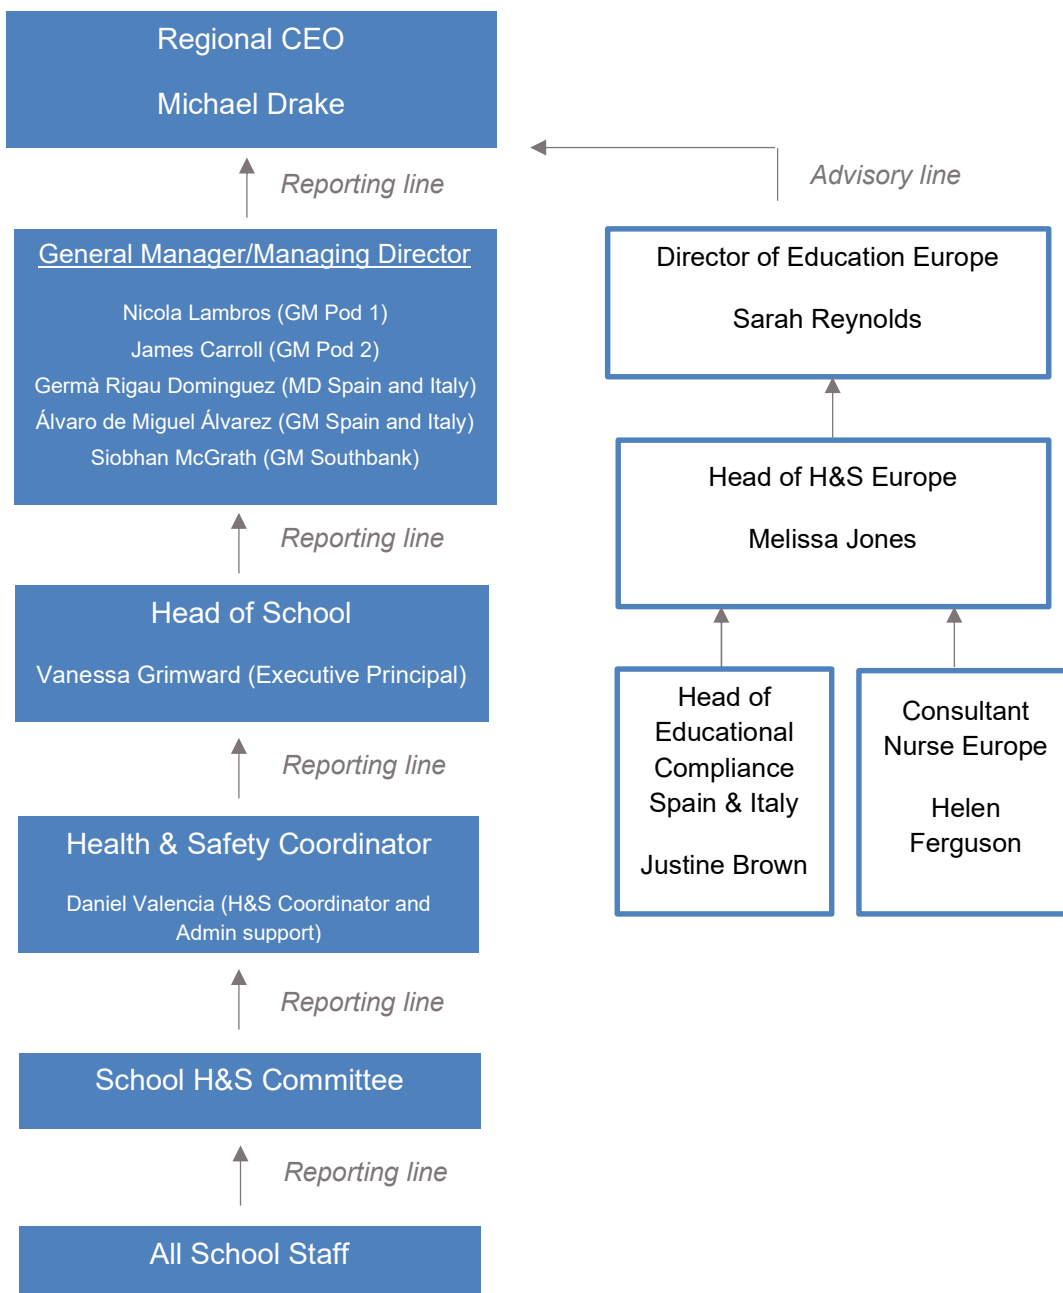 Regional CEO
Michael Drake
Reporting line
General Manager/Managing Director
Nicola Lambros (GM Pod 1)
James Carroll (GM Pod 2)
Germà Rigau Dominguez (MD Spain and Italy)
Álvaro de Miguel Álvarez (GM Spain and Italy)
Siobhan McGrath (GM Southbank)
Reporting line
Head of School
Vanessa Grimward (Executive Principal)
Reporting line
Health & Safety Coordinator
Daniel Valencia (H&S Coordinator and
Admin support)
Reporting line
School H&S Committee
Reporting line
All School Staff
Advisory line
Director of Education Europe
Sarah Reynolds
Head of H&S Europe
Melissa Jones
Head of
Educational
Compliance
Spain & Italy
Justine Brown
Consultant
Nurse Europe
Helen
Ferguson